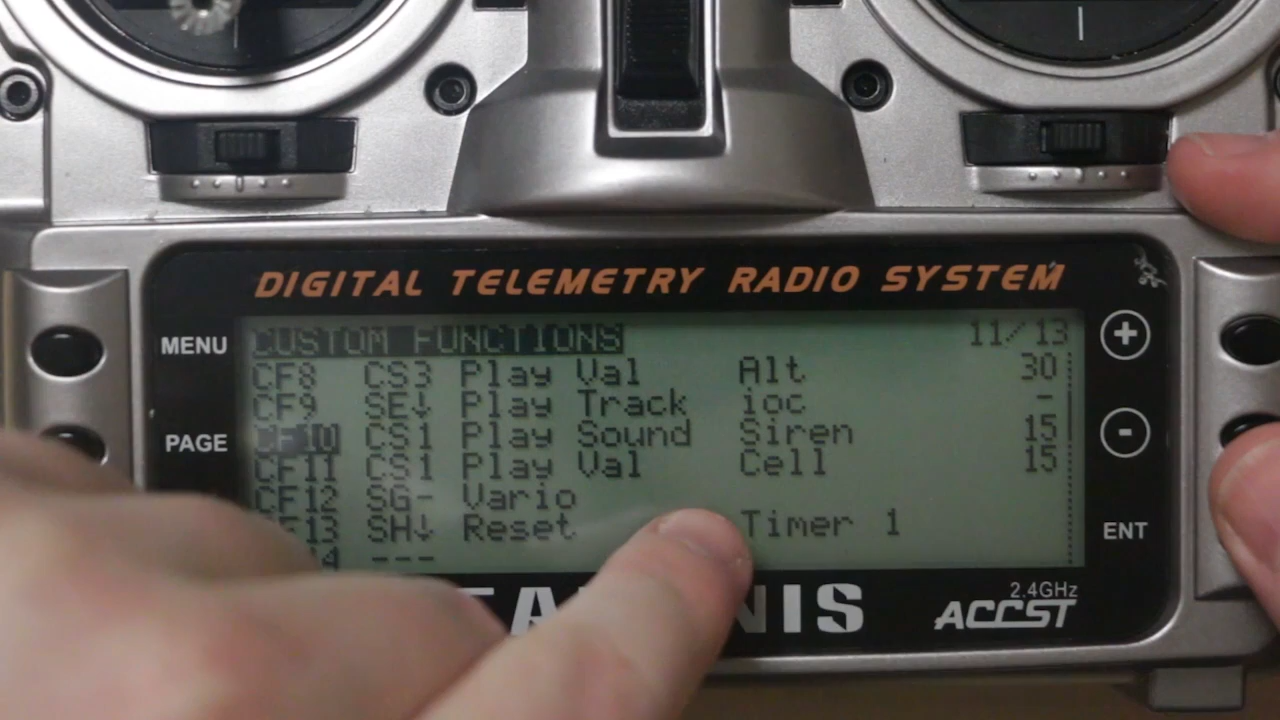 DIGITAL TELEMETRY RADIO SYSTEM
MENU
PAGE
CUSTOM FUNCTIONS 11/13
CF8 CS3 Play Val Alt 30
CF9 SE↓ Play Track ioc -
CF10 CS1 Play Sound Siren 15
CF11 CS1 Play Val Cell 15
CF12 SG- Vario
F13 SH↓ Reset Timer 1
14 ---
+
-
ENT
2.4GHz
ACCST